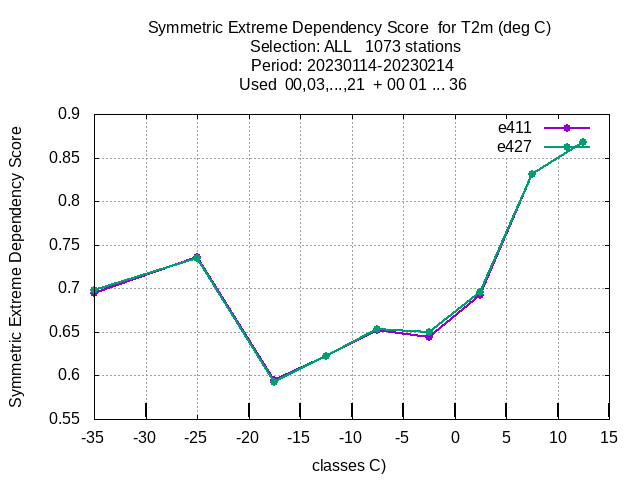 Symmetric Extreme Dependency Score  for T2m (deg C)
Selection: ALL   1073 stations
Period: 20230114-20230214
Used  00,03,...,21  + 00 01 ... 36
Symmetric Extreme Dependency Score
0.9
0.85
0.8
0.75
0.7
0.65
0.6
0.55
e411
e427
-35 -30 -25 -20 -15 -10 -5 0 5 10 15
classes C)